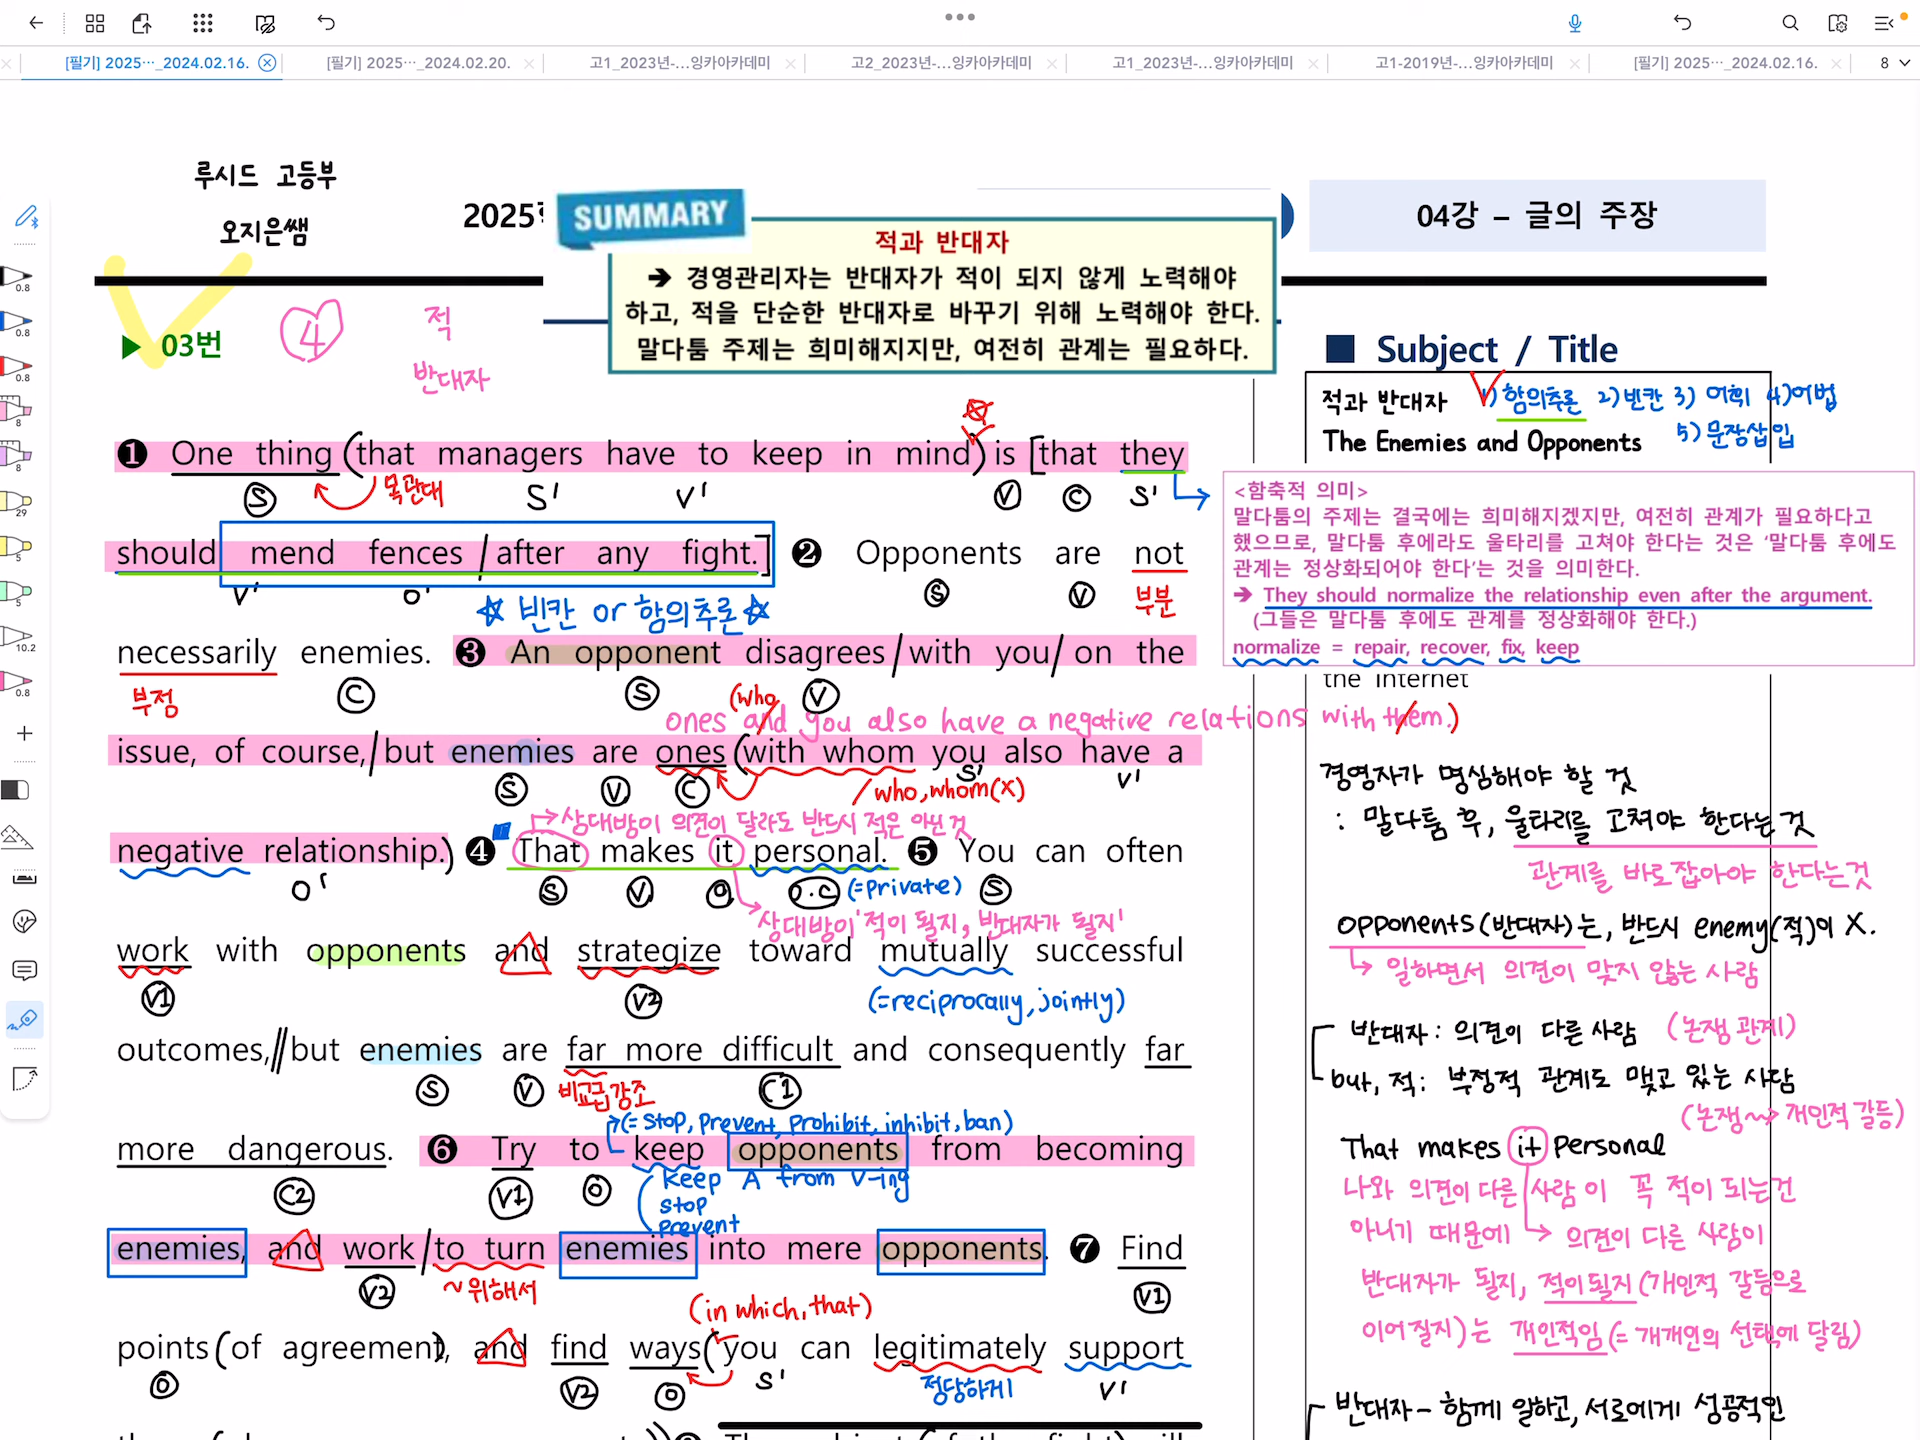 [필기] 2025···_2024.02.16.
[필기] 2025···_2024.02.20.
고1_2023년-...잉카아카데미
고2_2023년-...잉카아카데미
고1_2023년-...잉카아카데미
고1-2019년-...잉카아카데미
[필기] 2025···_2024.02.16.
8
루시드 고등부
오지은쌤
2025학
SUMMARY
적과 반대자
➔ 경영관리자는 반대자가 적이 되지 않게 노력해야
하고, 적을 단순한 반대자로 바꾸기 위해 노력해야 한다.
말다툼 주제는 희미해지지만, 여전히 관계는 필요하다.
04강 – 글의 주장
0.8
0.8
0.8
8
8
29
5
5
10.2
0.8
▶ 03번
④
적
반대자
❶ One thing (that managers have to keep in mind) is [that they
Ⓢ 목관대 S' V' Ⓥ Ⓒ S'
should mend fences / after any fight.] ❷ Opponents are not
V' O' ☆ 빈칸 or 함의추론 ☆ Ⓢ Ⓥ 부분
necessarily enemies. ❸ An opponent disagrees / with you / on the
부정 Ⓒ Ⓢ (who Ⓥ
ones and you also have a negative relations with them.)
issue, of course, / but enemies are ones (with whom you also have a
Ⓢ Ⓥ Ⓒ / who, whom(X) S' V'
→ 상대방이 의견이 달라도 반드시 적은 아닌 것
negative relationship.) ❹ That makes it personal. ❺ You can often
O' Ⓢ Ⓥ Ⓞ O.C (=private) Ⓢ
상대방이 '적이 될지, 반대자가 될지'
work with opponents and strategize toward mutually successful
V1 V2 (=reciprocally, jointly)
outcomes, // but enemies are far more difficult and consequently far
Ⓢ Ⓥ 비교급강조 C1
(= stop, prevent, prohibit, inhibit, ban)
more dangerous. ❻ Try to keep opponents from becoming
C2 V1 Ⓞ keep A from V-ing
stop
prevent
enemies, and work / to turn enemies into mere opponents. ❼ Find
V2 ~위해서 V1
(in which, that)
points (of agreement), and find ways (you can legitimately support
Ⓞ V2 Ⓞ S' 정당하게 V'
■ Subject / Title
적과 반대자 1) 함의추론 2) 빈칸 3) 어휘 4) 어법
The Enemies and Opponents 5) 문장삽입
<함축적 의미>
말다툼의 주제는 결국에는 희미해지겠지만, 여전히 관계가 필요하다고
했으므로, 말다툼 후에라도 울타리를 고쳐야 한다는 것은 '말다툼 후에도
관계는 정상화되어야 한다'는 것을 의미한다.
➔ They should normalize the relationship even after the argument.
(그들은 말다툼 후에도 관계를 정상화해야 한다.)
normalize = repair, recover, fix, keep
the internet
경영자가 명심해야 할 것
: 말다툼 후, 울타리를 고쳐야 한다는 것
관계를 바로잡아야 한다는것
opponents(반대자)는, 반드시 enemy(적)이 X.
↳ 일하면서 의견이 맞지 않는 사람
반대자 : 의견이 다른 사람 (논쟁 관계)
but, 적 : 부정적 관계도 맺고 있는 사람
(논쟁 ~> 개인적 갈등)
That makes it personal
나와 의견이 다른 사람이 꼭 적이 되는건
아니기 때문에 → 의견이 다른 사람이
반대자가 될지, 적이될지 (개인적 갈등으로
이어질지)는 개인적임 (= 개개인의 선택에 달림)
반대자 – 함께 일하고, 서로에게 성공적인